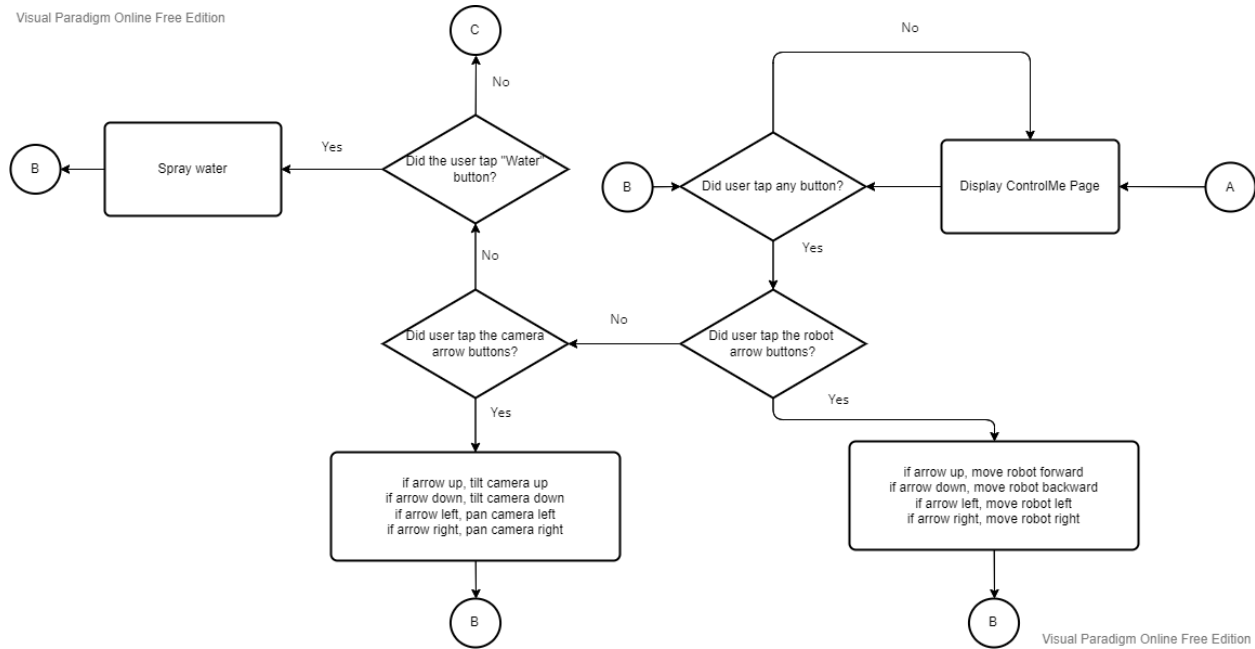 Visual Paradigm Online Free Edition
C
No
No
B
Spray water
Yes
Did the user tap "Water"
button?
B
Did user tap any button?
Display ControlMe Page
A
No
Yes
Did user tap the camera
arrow buttons?
No
Did user tap the robot
arrow buttons?
Yes
Yes
if arrow up, tilt camera up
if arrow down, tilt camera down
if arrow left, pan camera left
if arrow right, pan camera right
if arrow up, move robot forward
if arrow down, move robot backward
if arrow left, move robot left
if arrow right, move robot right
B
B
Visual Paradigm Online Free Edition